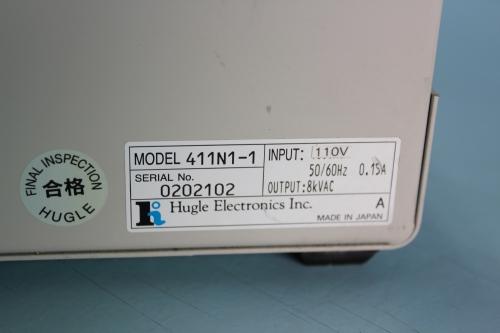 FINAL INSPECTION
合格
HUGLE
MODEL 411N1-1
SERIAL No.
0202102
INPUT: 110V
50/60Hz 0.15A
OUTPUT:8kVAC
Hugle Electronics Inc.
A
MADE IN JAPAN